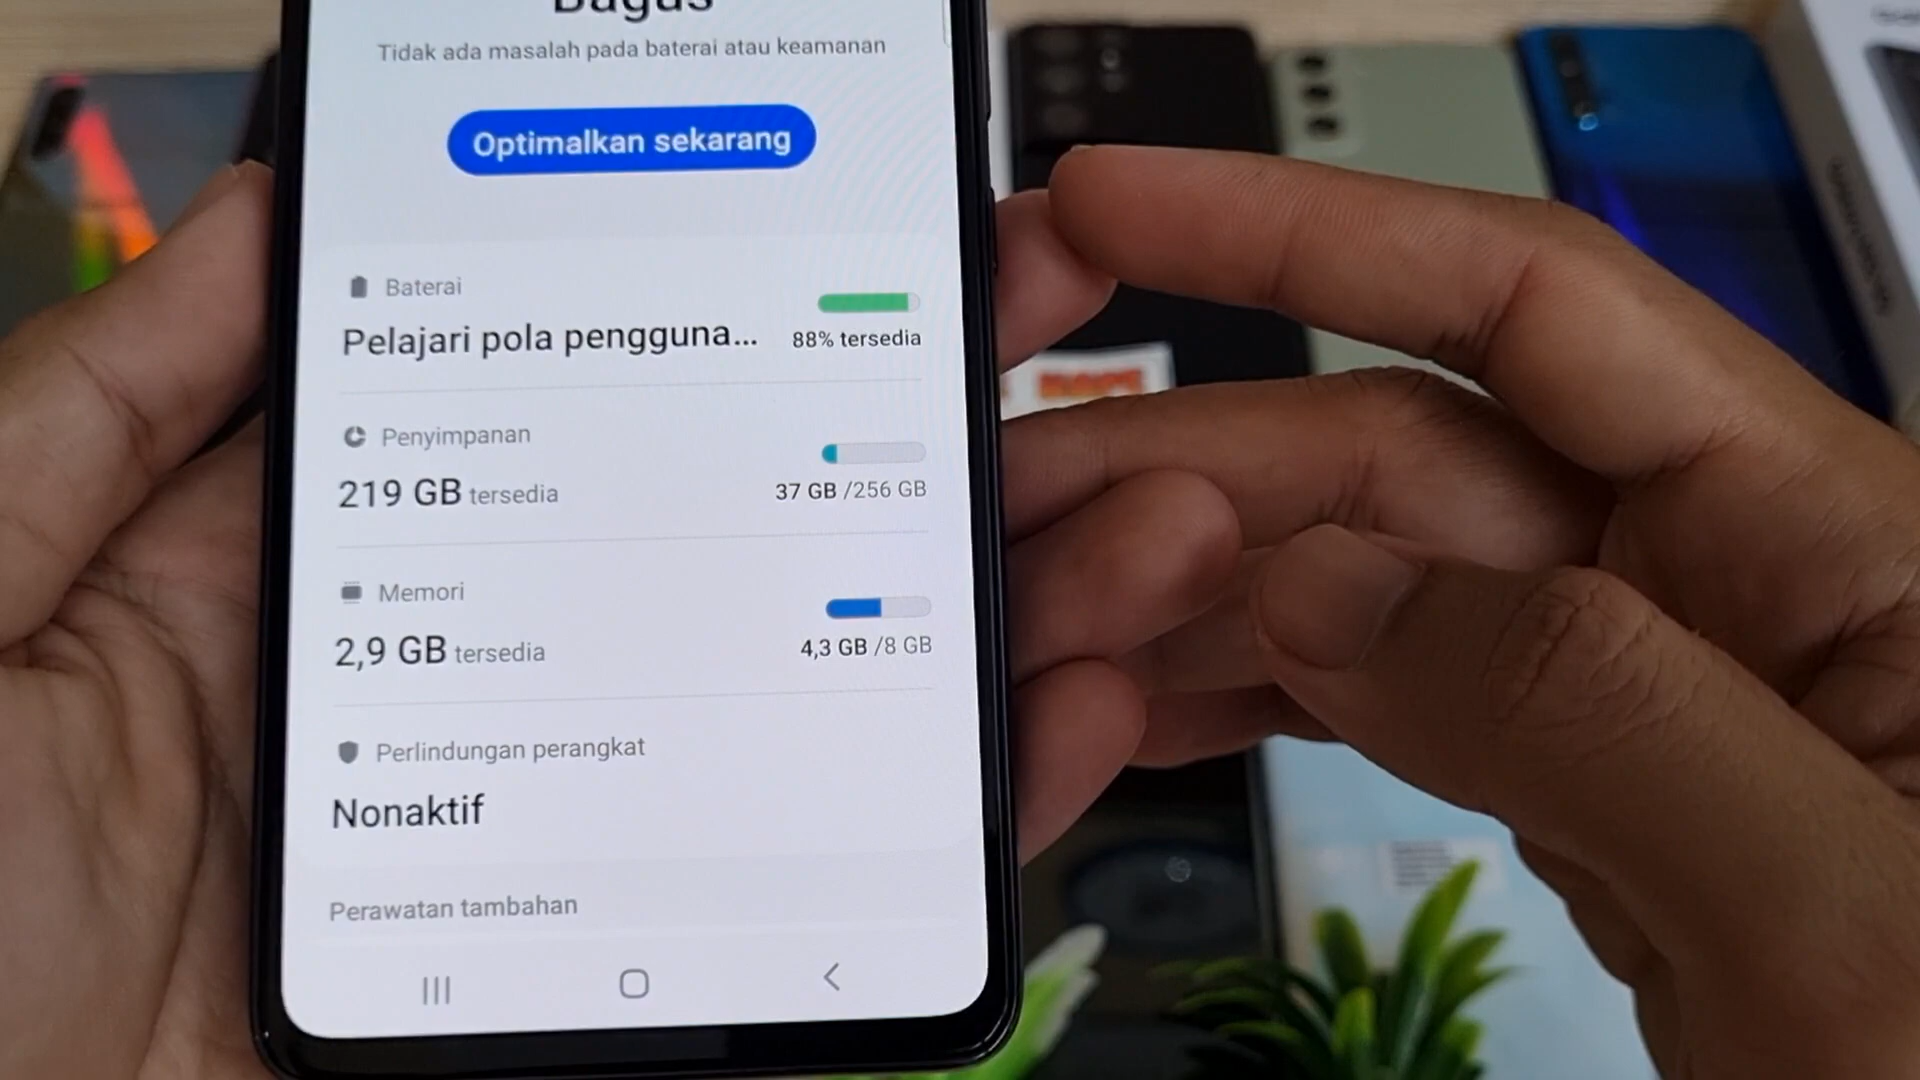 Bagus
Tidak ada masalah pada baterai atau keamanan
Optimalkan sekarang
Baterai
Pelajari pola pengguna...
88% tersedia
Penyimpanan
219 GB tersedia
37 GB /256 GB
Memori
2,9 GB tersedia
4,3 GB /8 GB
Perlindungan perangkat
Nonaktif
Perawatan tambahan